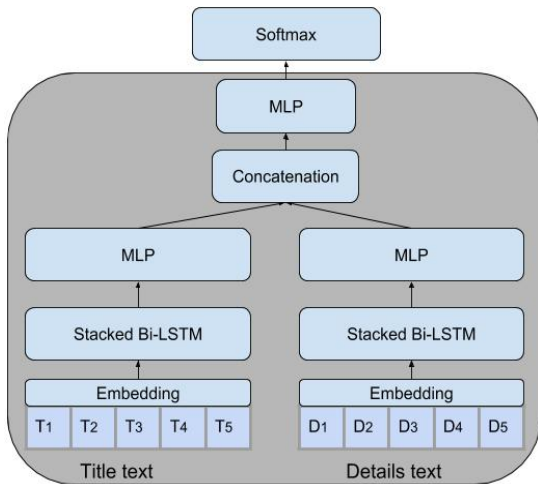 Softmax
MLP
Concatenation
MLP MLP
Stacked Bi-LSTM Stacked Bi-LSTM
Embedding Embedding
T1 T2 T3 T4 T5 D1 D2 D3 D4 D5
Title text Details text